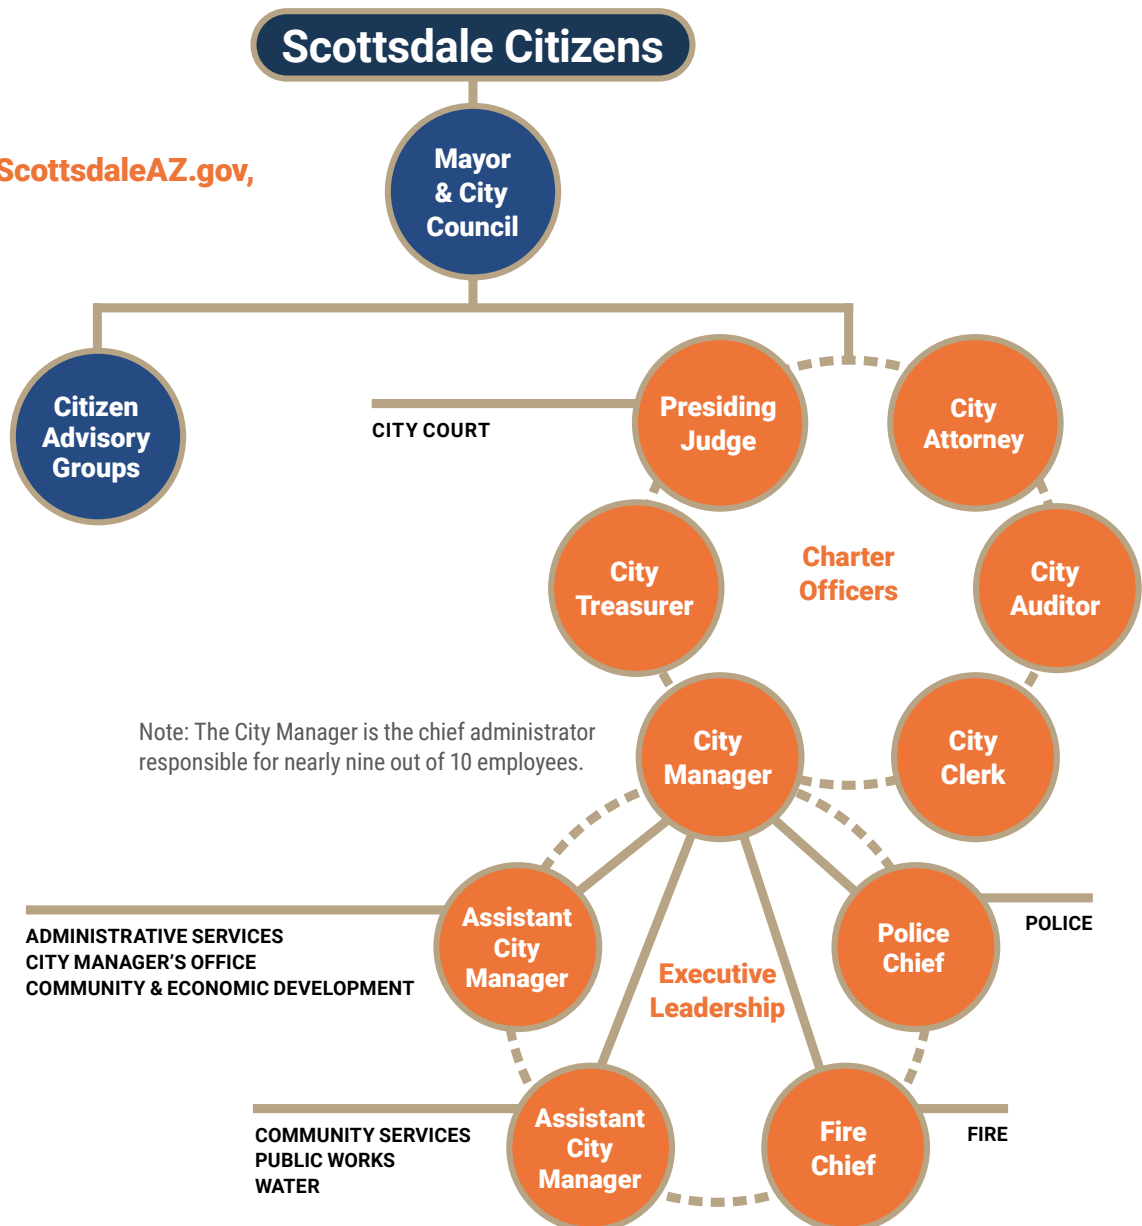 Scottsdale Citizens
ScottsdaleAZ.gov,
Mayor
& City
Council
Citizen
Advisory
Groups
CITY COURT
Presiding
Judge
City
Attorney
City
Treasurer
Charter
Officers
City
Auditor
Note: The City Manager is the chief administrator
responsible for nearly nine out of 10 employees.
City
Manager
City
Clerk
ADMINISTRATIVE SERVICES
CITY MANAGER'S OFFICE
COMMUNITY & ECONOMIC DEVELOPMENT
Assistant
City
Manager
Executive
Leadership
Police
Chief
POLICE
COMMUNITY SERVICES
PUBLIC WORKS
WATER
Assistant
City
Manager
Fire
Chief
FIRE